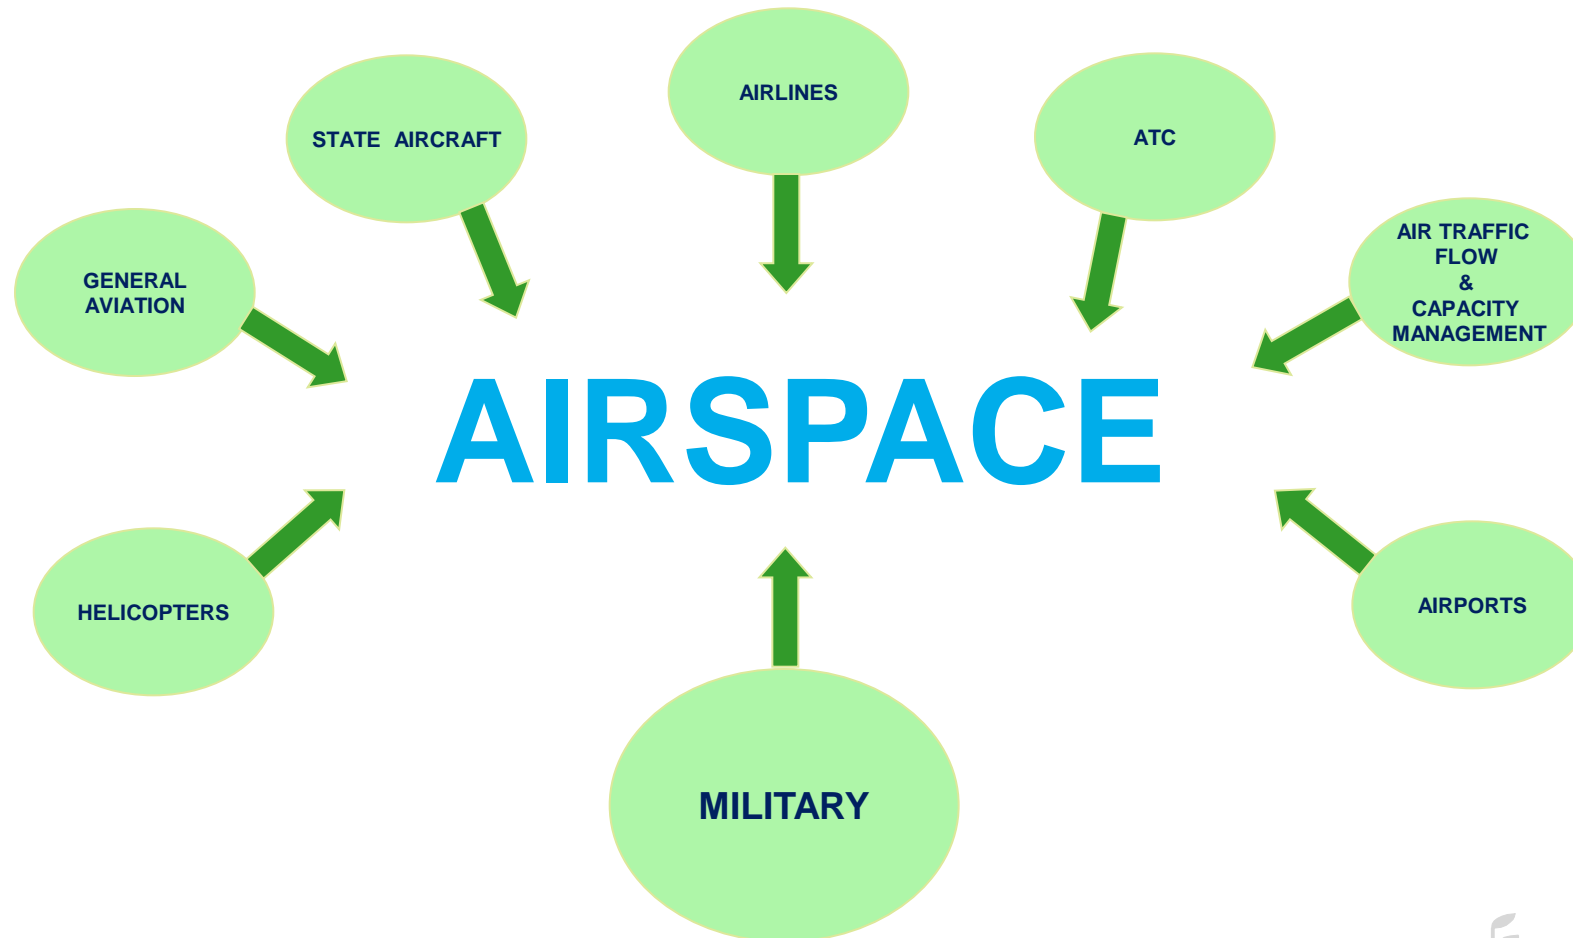 AIRLINES
STATE AIRCRAFT
ATC
GENERAL
AVIATION
AIR TRAFFIC
FLOW
&
CAPACITY
MANAGEMENT
AIRSPACE
HELICOPTERS
AIRPORTS
MILITARY